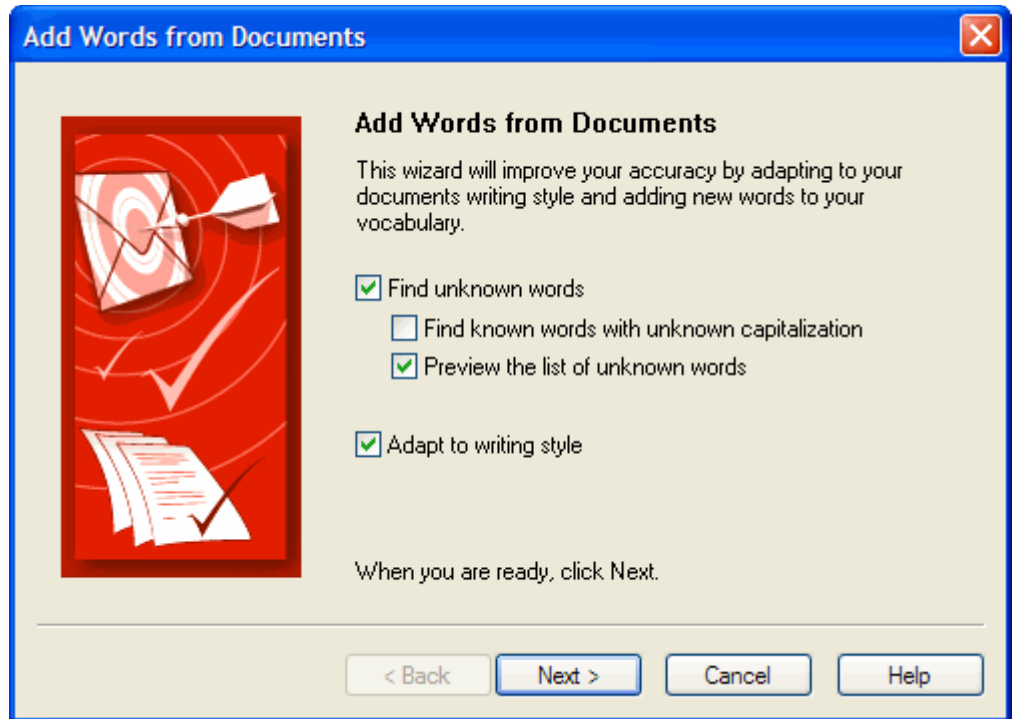 Add Words from Documents
Add Words from Documents
This wizard will improve your accuracy by adapting to your
documents writing style and adding new words to your
vocabulary.
Find unknown words
Find known words with unknown capitalization
Preview the list of unknown words
Adapt to writing style
When you are ready, click Next.
< Back Next > Cancel Help